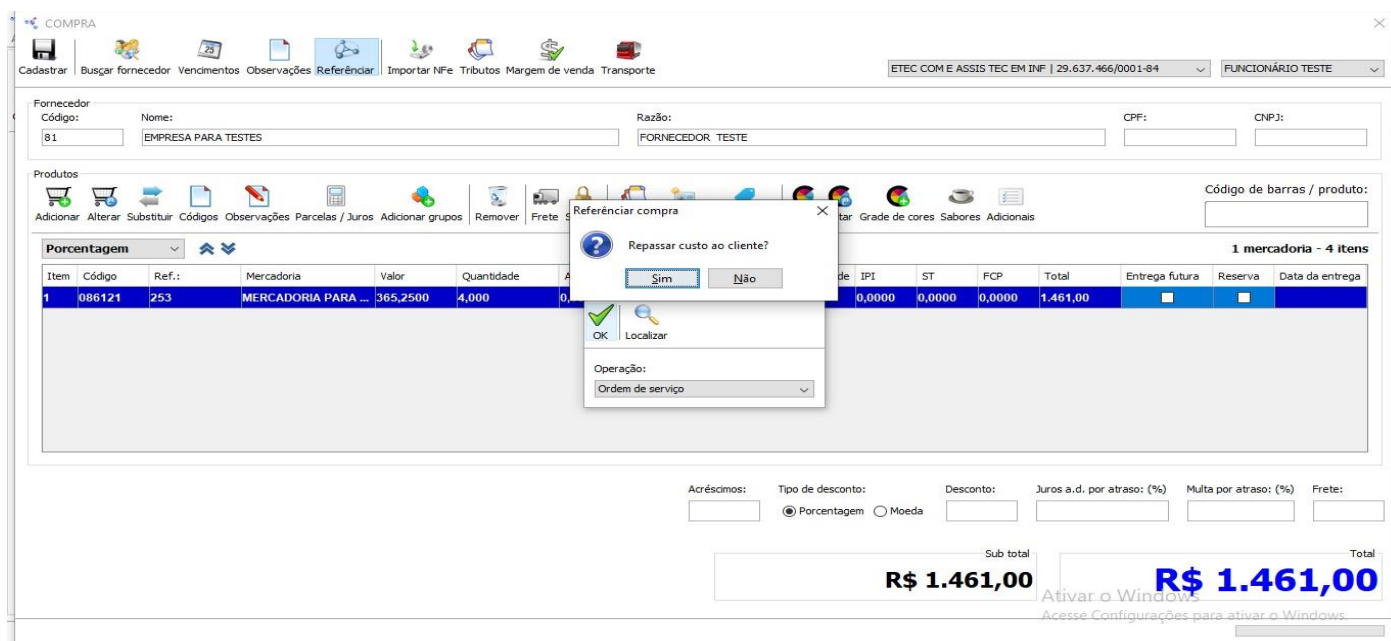 COMPRA
Cadastrar Busçar fornecedor Vencimentos Observações Referênciar Importar NFe Tributos Margem de venda Transporte
ETEC COM E ASSIS TEC EM INF | 29.637.466/0001-84 FUNCIONÁRIO TESTE
Fornecedor
Código: Nome: Razão: CPF: CNPJ:
81 EMPRESA PARA TESTES FORNECEDOR TESTE
Produtos
Código de barras / produto:
Adicionar Alterar Substituir Códigos Observações Parcelas / Juros Adicionar grupos Remover Frete Grade de cores Sabores Adicionais
Referênciar compra
Repassar custo ao cliente?
Sim Não
Porcentagem 1 mercadoria - 4 itens
Item Código Ref.: Mercadoria Valor Quantidade IPI ST FCP Total Entrega futura Reserva Data da entrega
1 086121 253 MERCADORIA PARA ... 365,2500 4,000 0,0000 0,0000 0,0000 1.461,00
OK Localizar
Operação:
Ordem de serviço
Acréscimos: Tipo de desconto: Desconto: Juros a.d. por atraso: (%) Multa por atraso: (%) Frete:
Porcentagem Moeda
Sub total Total
R$ 1.461,00 R$ 1.461,00
Ativar o Windows
Acesse Configurações para ativar o Windows.